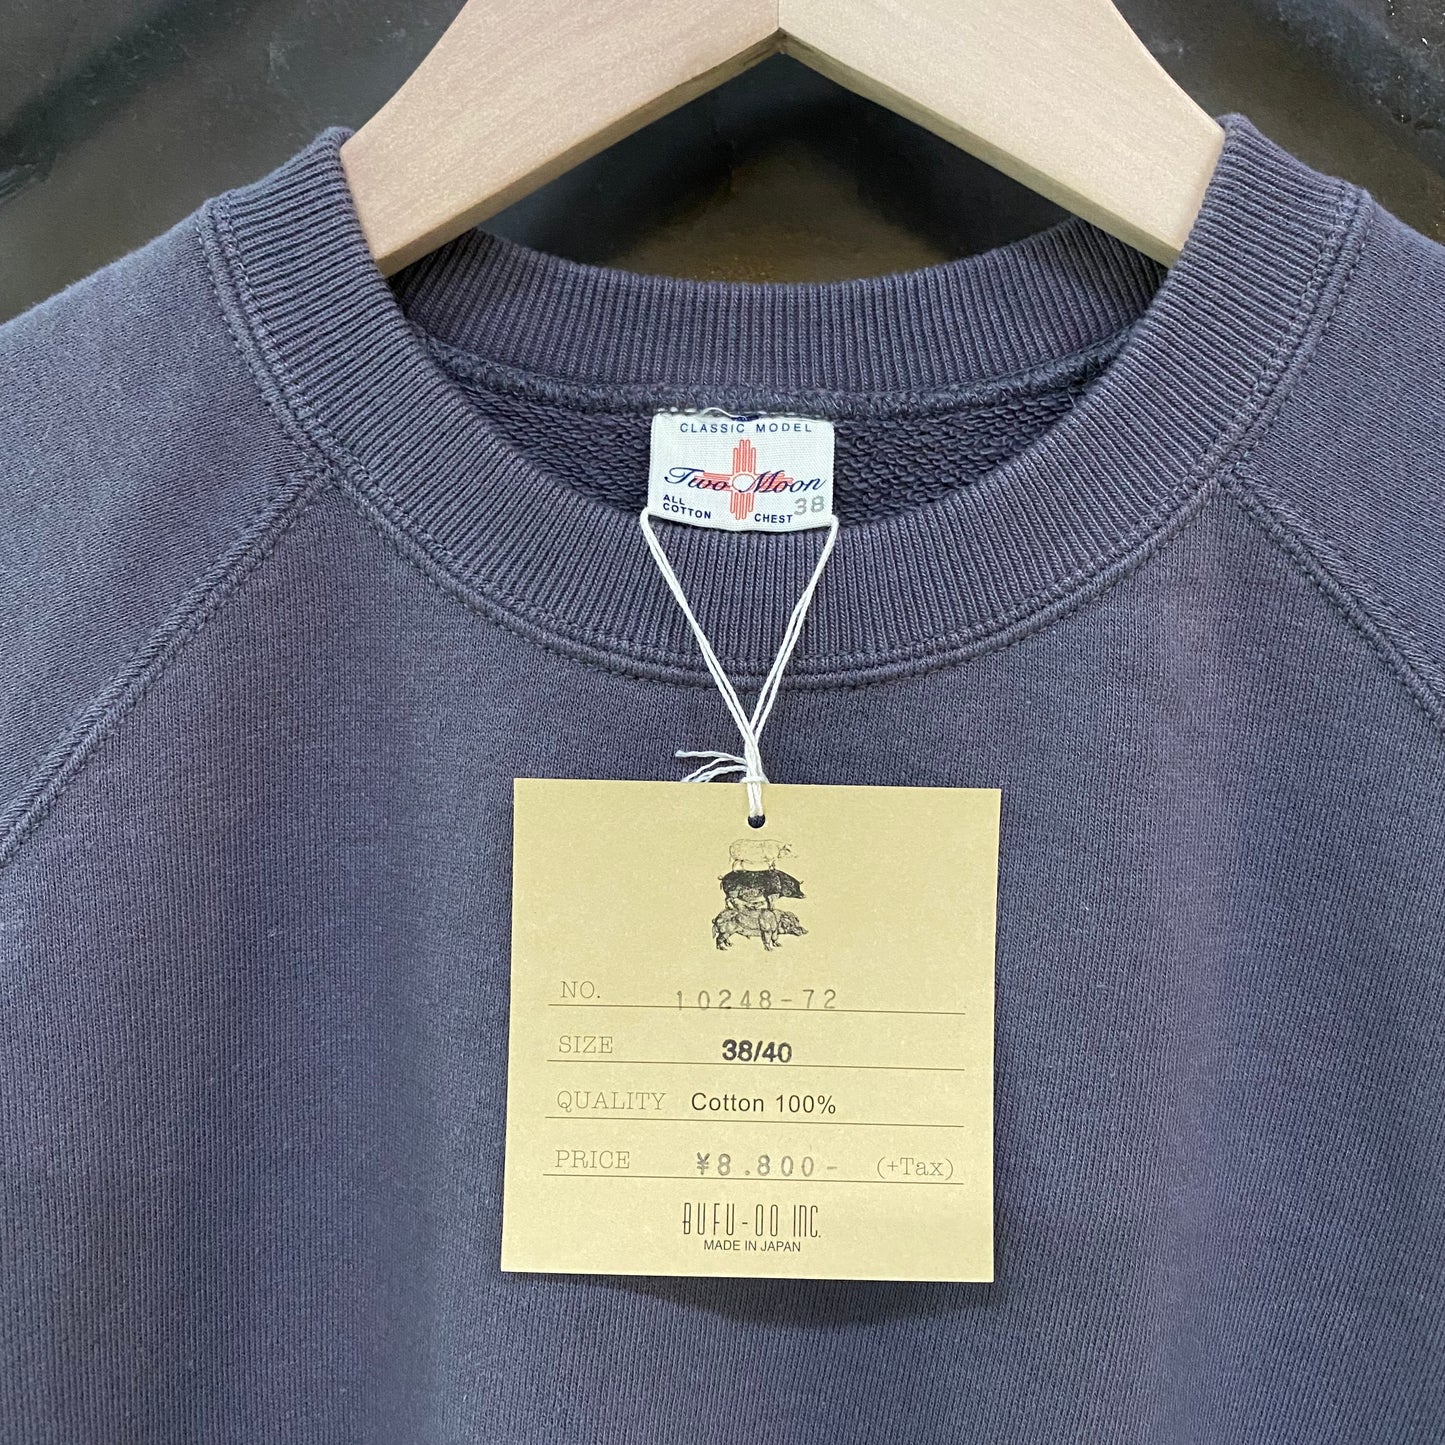 CLASSIC MODEL
Two Moon
ALL COTTON
CHEST 38
NO. 10248-72
SIZE 38/40
QUALITY Cotton 100%
PRICE ¥8.800- (+Tax)
BUFU-DO INC.
MADE IN JAPAN